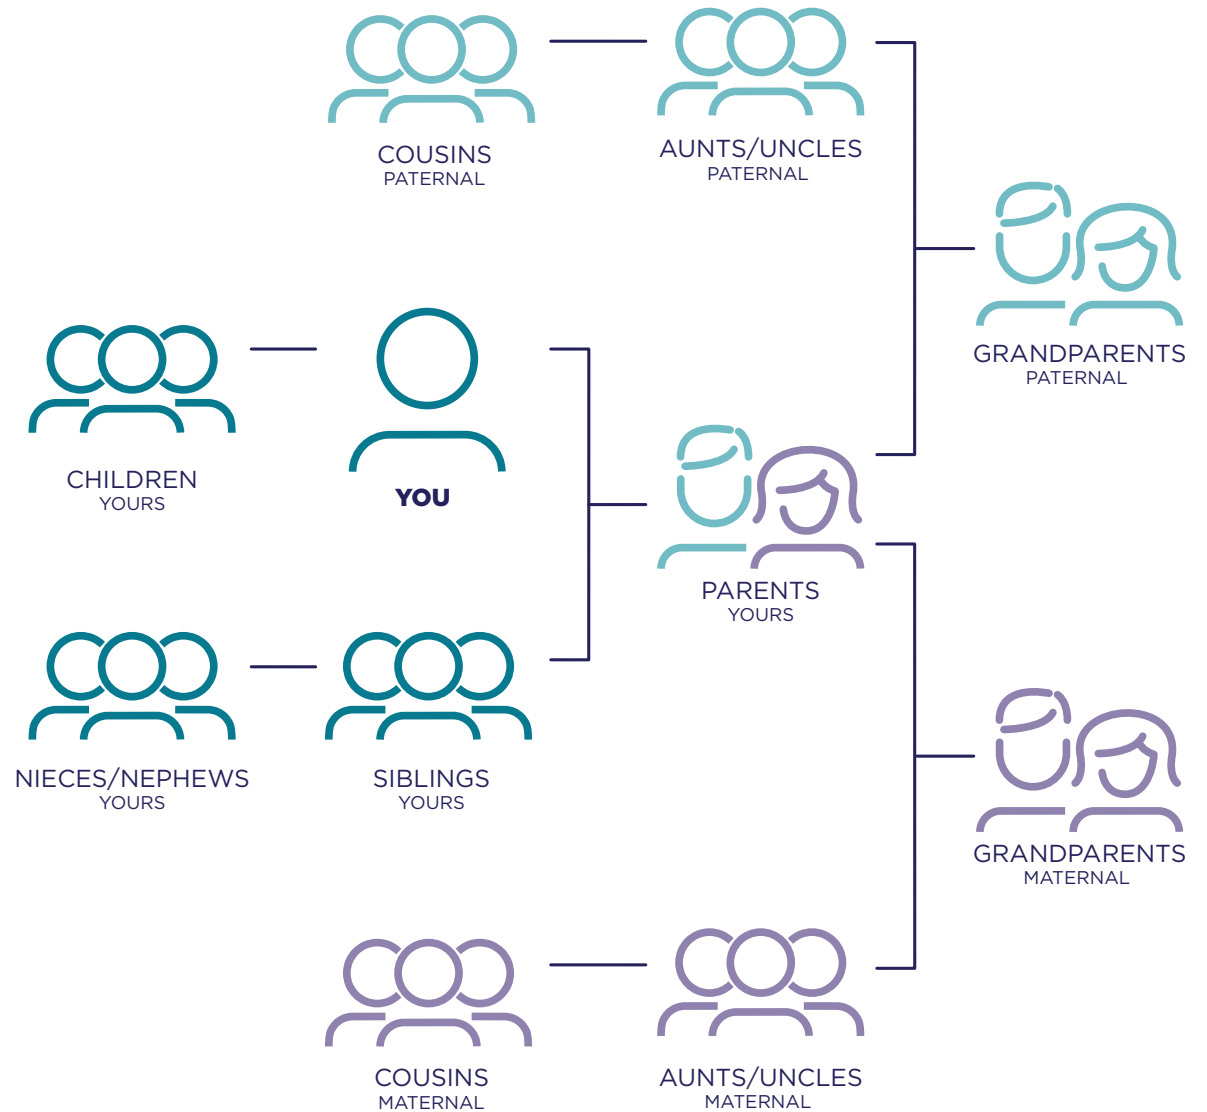 COUSINS
PATERNAL
AUNTS/UNCLES
PATERNAL
GRANDPARENTS
PATERNAL
CHILDREN
YOURS
YOU
PARENTS
YOURS
NIECES/NEPHEWS
YOURS
SIBLINGS
YOURS
GRANDPARENTS
MATERNAL
COUSINS
MATERNAL
AUNTS/UNCLES
MATERNAL